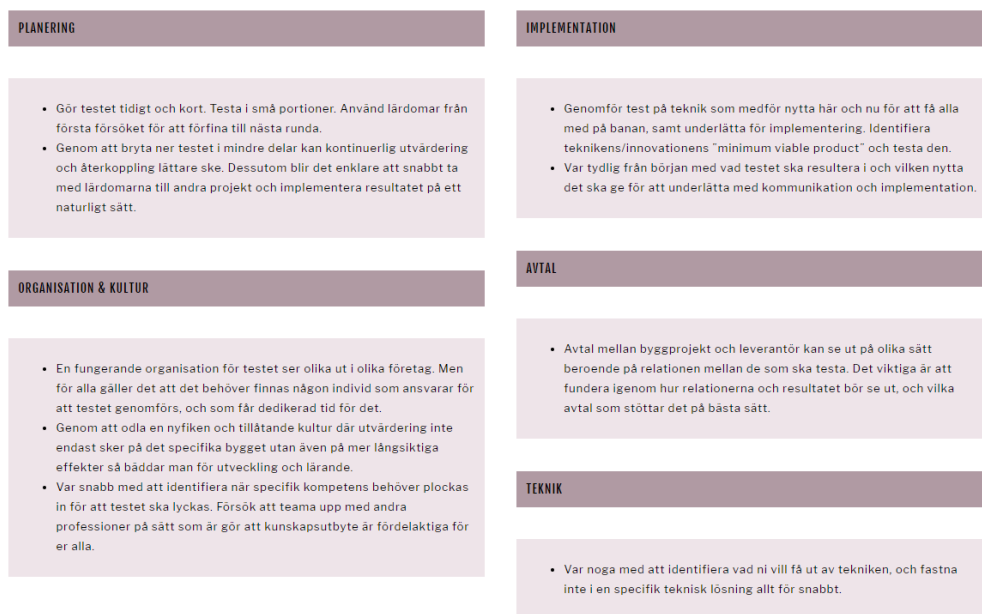 PLANERING
• Gör testet tidigt och kort. Testa i små portioner. Använd lärdomar från
första försöket för att förfina till nästa runda.
• Genom att bryta ner testet i mindre delar kan kontinuerlig utvärdering
och återkoppling lättare ske. Dessutom blir det enklare att snabbt ta
med lärdomarna till andra projekt och implementera resultatet på ett
naturligt sätt.
ORGANISATION & KULTUR
• En fungerande organisation för testet ser olika ut i olika företag. Men
för alla gäller det att det behöver finnas någon individ som ansvarar för
att testet genomförs, och som får dedikerad tid för det.
• Genom att odla en nyfiken och tillåtande kultur där utvärdering inte
endast sker på det specifika bygget utan även på mer långsiktiga
effekter så bäddar man för utveckling och lärande.
• Var snabb med att identifiera när specifik kompetens behöver plockas
in för att testet ska lyckas. Försök att teama upp med andra
professioner på sätt som är gör att kunskapsutbyte är fördelaktiga för
er alla.
IMPLEMENTATION
• Genomför test på teknik som medför nytta här och nu för att få alla
med på banan, samt underlätta för implementering. Identifiera
teknikens/innovationens ”minimum viable product” och testa den.
• Var tydlig från början med vad testet ska resultera i och vilken nytta
det ska ge för att underlätta med kommunikation och implementation.
AVTAL
• Avtal mellan byggprojekt och leverantör kan se ut på olika sätt
beroende på relationen mellan de som ska testa. Det viktiga är att
fundera igenom hur relationerna och resultatet bör se ut, och vilka
avtal som stöttar det på bästa sätt.
TEKNIK
• Var noga med att identifiera vad ni vill få ut av tekniken, och fastna
inte i en specifik teknisk lösning allt för snabbt.